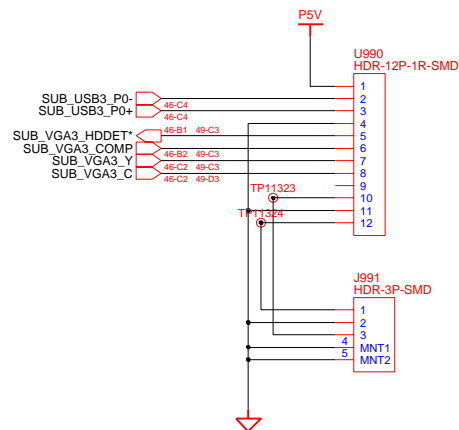 P5V
U990
HDR-12P-1R-SMD
1
SUB_USB3_P0- 46-C4 2
SUB_USB3_P0+ 46-C4 3
4
SUB_VGA3_HDDET* 46-B1 49-C3 5
SUB_VGA3_COMP 46-B2 49-C3 6
SUB_VGA3_Y 46-C2 49-C3 7
SUB_VGA3_C 46-C2 49-D3 8
9
TP11323 10
TP11324 11
12
J991
HDR-3P-SMD
1
2
3
4 MNT1
5 MNT2